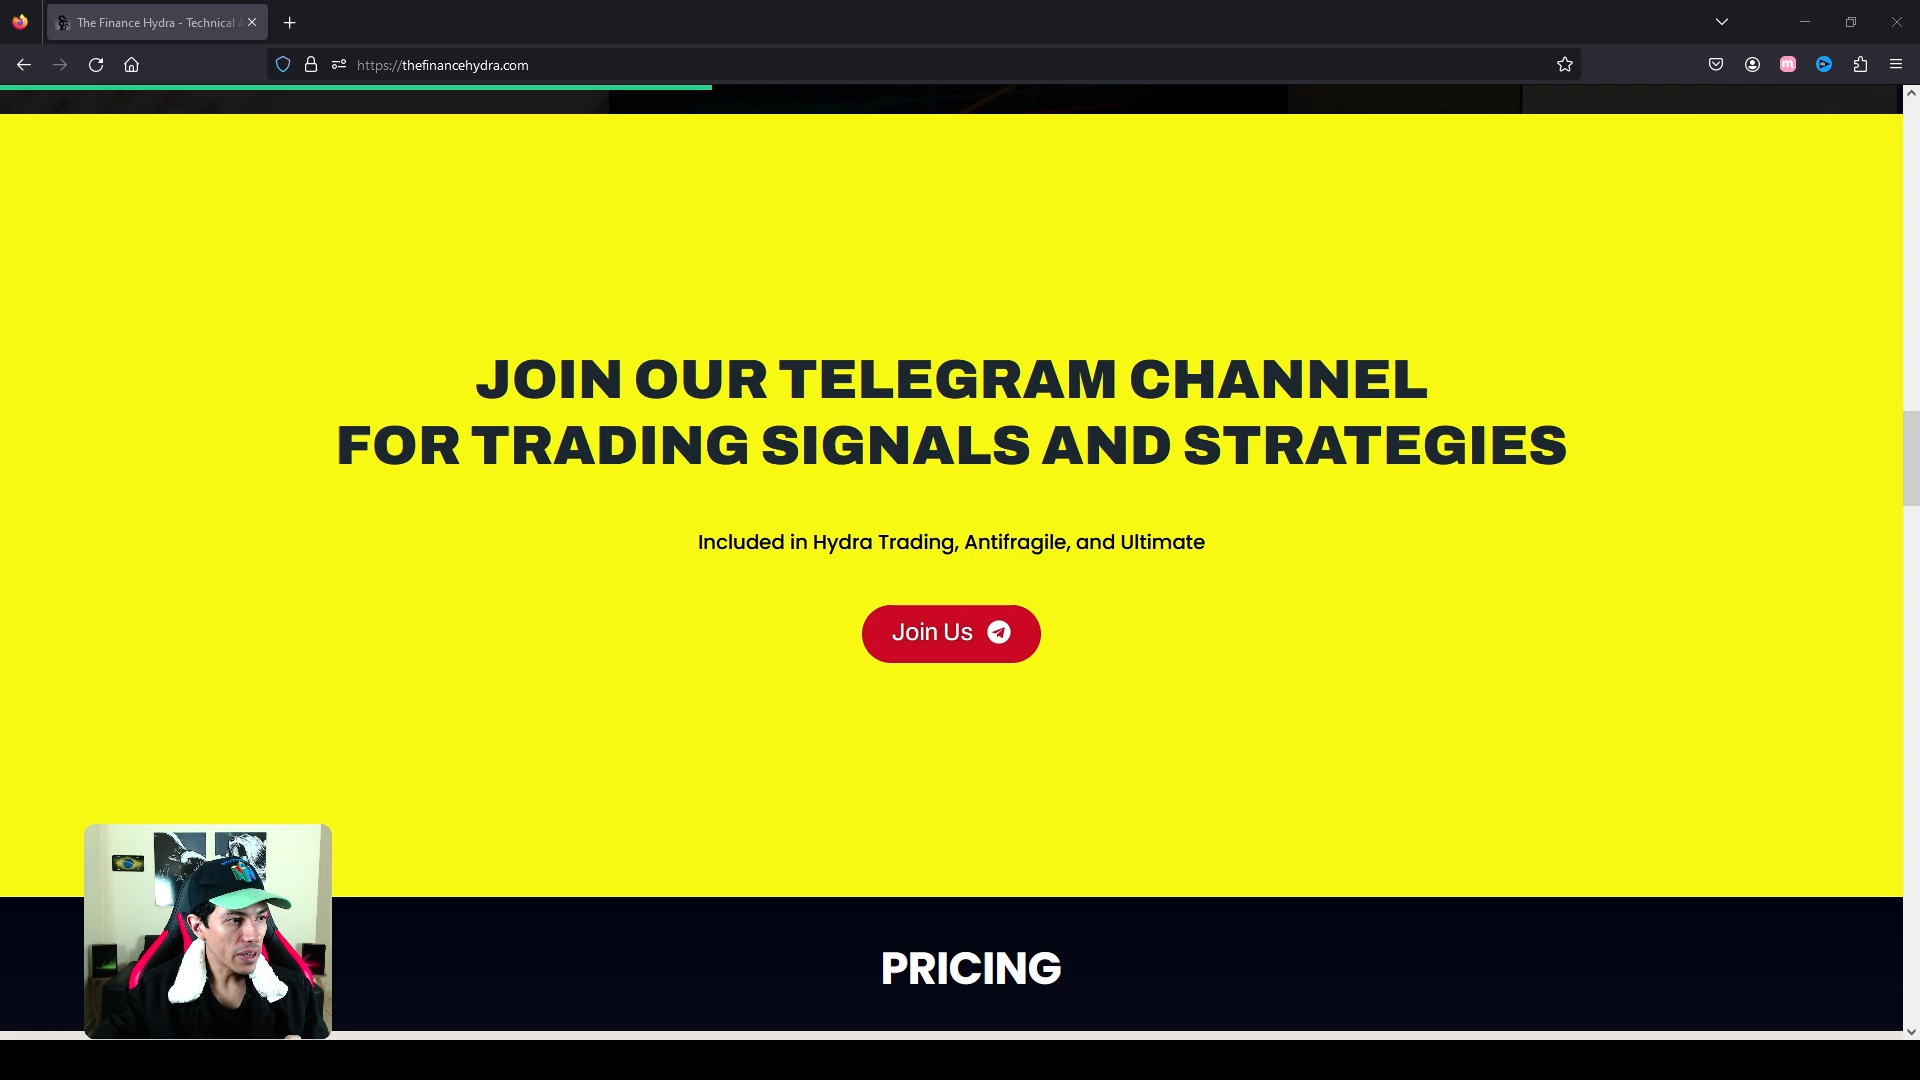 The Finance Hydra - Technical
https://thefinancehydra.com
JOIN OUR TELEGRAM CHANNEL
FOR TRADING SIGNALS AND STRATEGIES
Included in Hydra Trading, Antifragile, and Ultimate
Join Us
PRICING